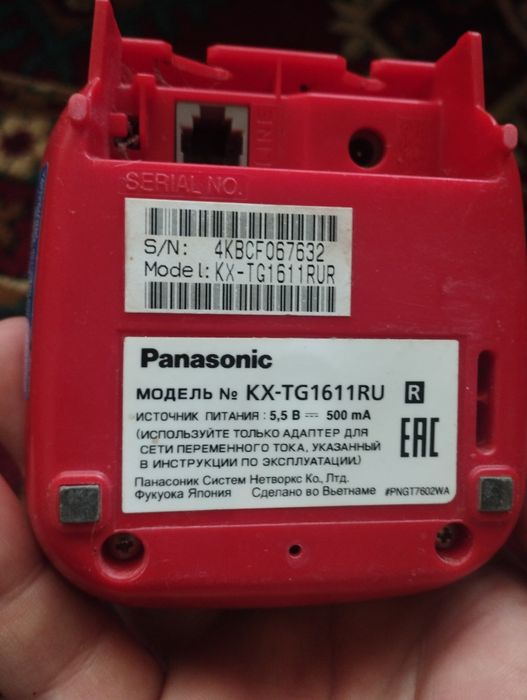 LINE
SERIAL NO.
S/N: 4KBCF067632
Model: KX-TG1611RUR
Panasonic
МОДЕЛЬ № KX-TG1611RU R
ИСТОЧНИК ПИТАНИЯ : 5,5 В ⎓ 500 mA
(ИСПОЛЬЗУЙТЕ ТОЛЬКО АДАПТЕР ДЛЯ
СЕТИ ПЕРЕМЕННОГО ТОКА, УКАЗАННЫЙ
В ИНСТРУКЦИИ ПО ЭКСПЛУАТАЦИИ.)
EAC
Панасоник Систем Нетворкс Ко., Лтд.
Фукуока Япония Сделано во Вьетнаме #PNGT7602WA